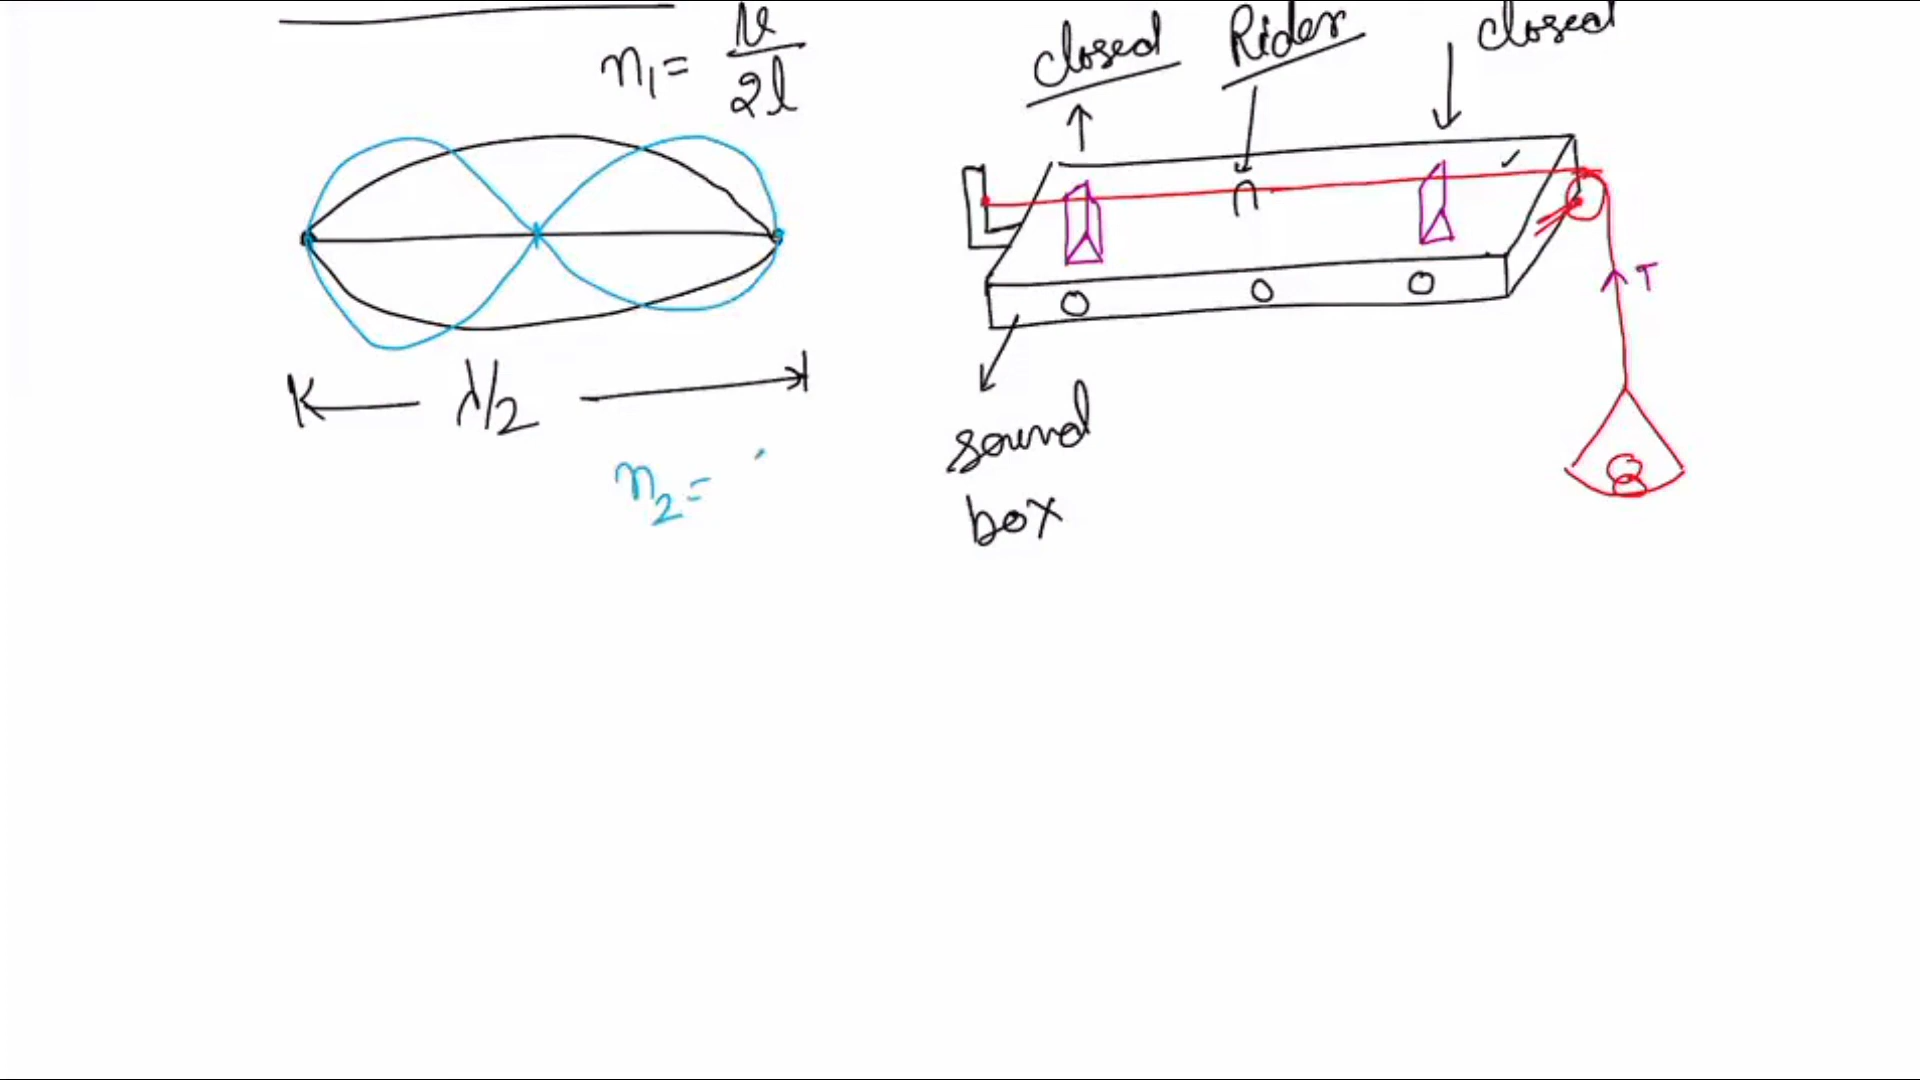 n₁ = v/2l
closed Rider closed
T
λ/2
n₂ =
sound
box